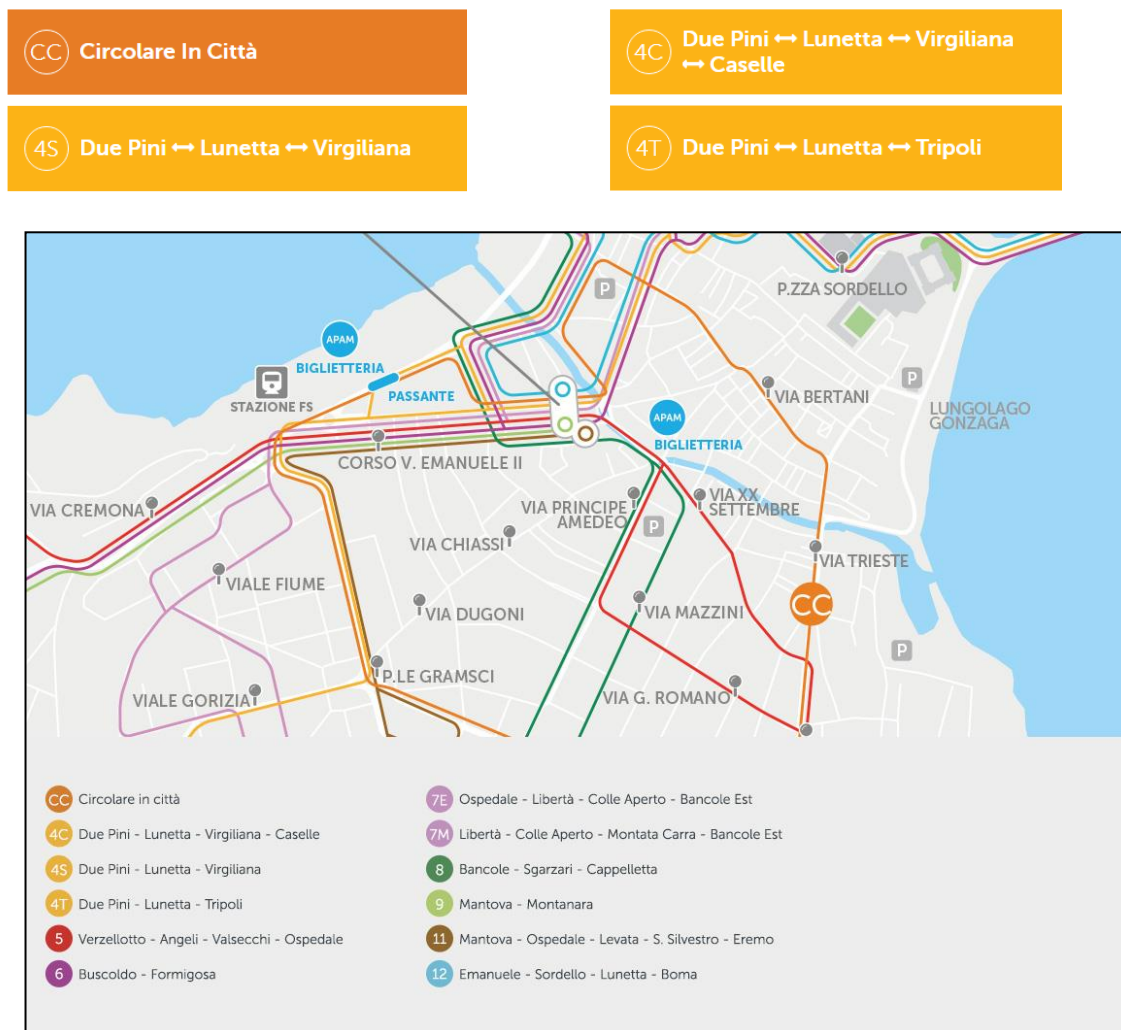 CC Circolare In Città
4C Due Pini ↔ Lunetta ↔ Virgiliana
↔ Caselle
4S Due Pini ↔ Lunetta ↔ Virgiliana
4T Due Pini ↔ Lunetta ↔ Tripoli
P
P.ZZA SORDELLO
APAM
BIGLIETTERIA
STAZIONE FS
PASSANTE
P
VIA BERTANI
LUNGOLAGO
GONZAGA
APAM
BIGLIETTERIA
CORSO V. EMANUELE II
VIA CREMONA
VIA PRINCIPE
AMEDEO
VIA XX
SETTEMBRE
P
VIA CHIASSI
VIA TRIESTE
VIALE FIUME
VIA DUGONI
VIA MAZZINI
CC
P
P.LE GRAMSCI
VIALE GORIZIA
VIA G. ROMANO
CC Circolare in città
4C Due Pini - Lunetta - Virgiliana - Caselle
4S Due Pini - Lunetta - Virgiliana
4T Due Pini - Lunetta - Tripoli
5 Verzellotto - Angeli - Valsecchi - Ospedale
6 Buscoldo - Formigosa
7E Ospedale - Libertà - Colle Aperto - Bancole Est
7M Libertà - Colle Aperto - Montata Carra - Bancole Est
8 Bancole - Sgarzari - Cappelletta
9 Mantova - Montanara
11 Mantova - Ospedale - Levata - S. Silvestro - Eremo
12 Emanuele - Sordello - Lunetta - Boma